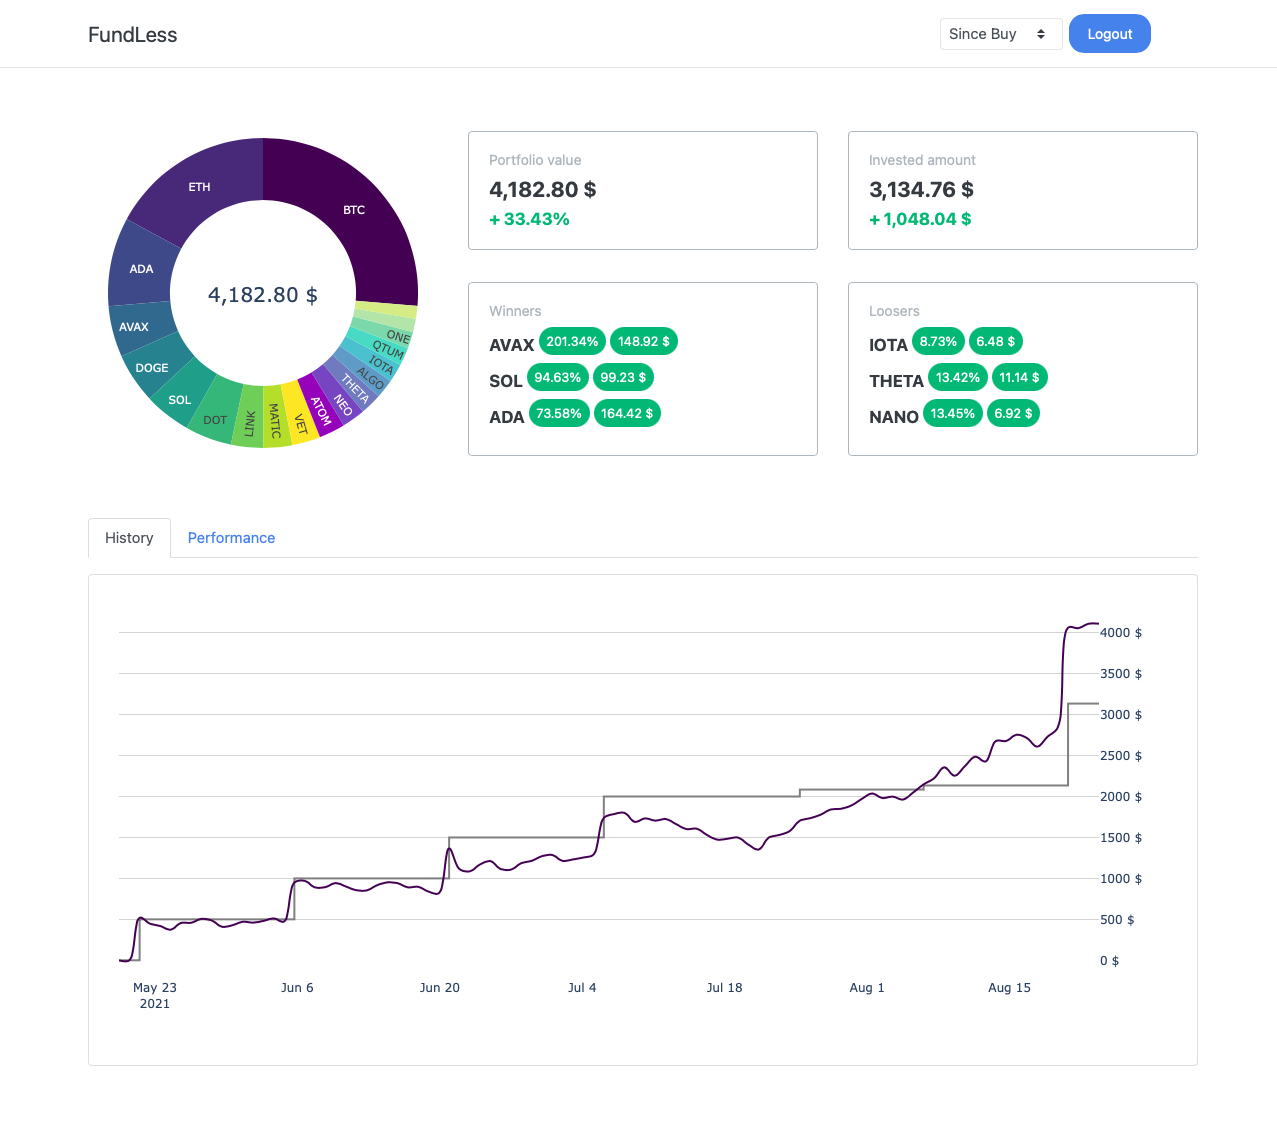 FundLess
Since Buy
Logout
ETH
BTC
ADA
AVAX
DOGE
SOL
DOT
LINK
MATIC
VET
ATOM
NEO
THETA
ALGO
IOTA
QTUM
ONE
4,182.80 $
Portfolio value
4,182.80 $
+ 33.43%
Invested amount
3,134.76 $
+ 1,048.04 $
Winners
AVAX 201.34% 148.92 $
SOL 94.63% 99.23 $
ADA 73.58% 164.42 $
Loosers
IOTA 8.73% 6.48 $
THETA 13.42% 11.14 $
NANO 13.45% 6.92 $
History
Performance
4000 $
3500 $
3000 $
2500 $
2000 $
1500 $
1000 $
500 $
0 $
May 23
2021
Jun 6
Jun 20
Jul 4
Jul 18
Aug 1
Aug 15